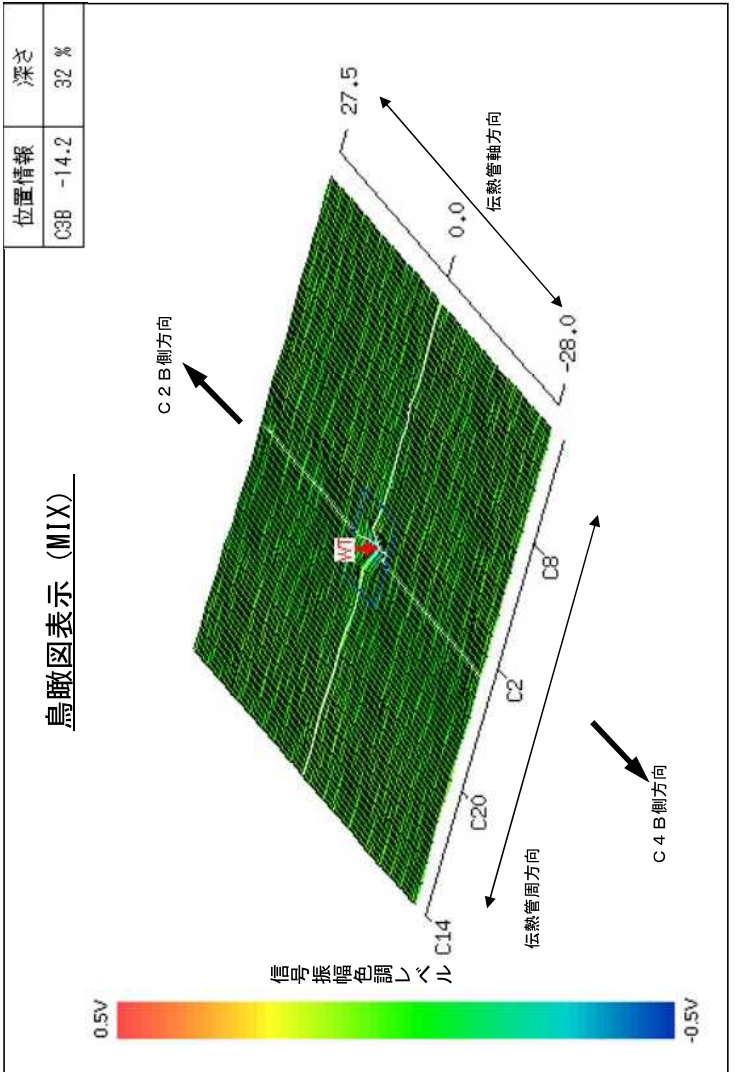 鳥瞰図表示 (MIX)
位置情報 深さ
C3B -14.2 32 %
C2B側方向
WT
27.5
0.0
-28.0
伝熱管軸方向
C14
C20
C2
C8
伝熱管周方向
C4B側方向
信号振幅色調レベル
0.5V
-0.5V